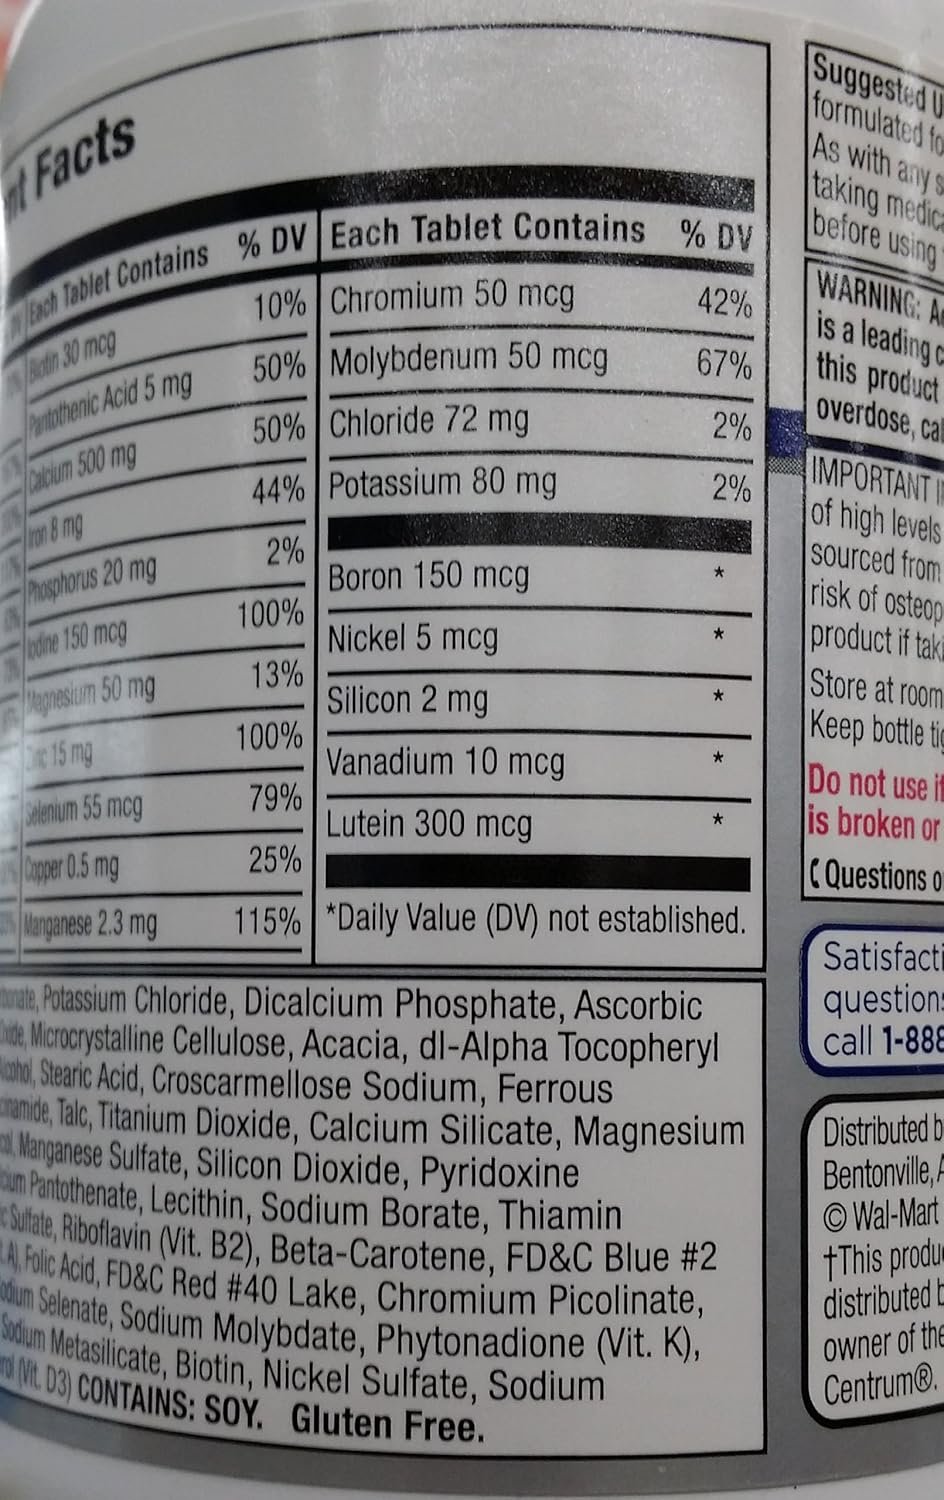 nt Facts
Each Tablet Contains % DV
Biotin 30 mcg 10%
Pantothenic Acid 5 mg 50%
Calcium 500 mg 50%
Iron 8 mg 44%
Phosphorus 20 mg 2%
Iodine 150 mcg 100%
Magnesium 50 mg 13%
Zinc 15 mg 100%
Selenium 55 mcg 79%
Copper 0.5 mg 25%
Manganese 2.3 mg 115%
Each Tablet Contains % DV
Chromium 50 mcg 42%
Molybdenum 50 mcg 67%
Chloride 72 mg 2%
Potassium 80 mg 2%
Boron 150 mcg *
Nickel 5 mcg *
Silicon 2 mg *
Vanadium 10 mcg *
Lutein 300 mcg *
*Daily Value (DV) not established.
Potassium Chloride, Dicalcium Phosphate, Ascorbic
Microcrystalline Cellulose, Acacia, dl-Alpha Tocopheryl
Stearic Acid, Croscarmellose Sodium, Ferrous
Talc, Titanium Dioxide, Calcium Silicate, Magnesium
Manganese Sulfate, Silicon Dioxide, Pyridoxine
Pantothenate, Lecithin, Sodium Borate, Thiamin
Sulfate, Riboflavin (Vit. B2), Beta-Carotene, FD&C Blue #2
A), Folic Acid, FD&C Red #40 Lake, Chromium Picolinate,
Selenate, Sodium Molybdate, Phytonadione (Vit. K),
Sodium Metasilicate, Biotin, Nickel Sulfate, Sodium
(Vit. D3) CONTAINS: SOY. Gluten Free.
Suggested U
formulated fo
As with any s
taking medic
before using
WARNING: Ac
is a leading c
this product
overdose, cal
IMPORTANT I
of high levels
sourced from
risk of osteop
product if taki
Store at room
Keep bottle tig
Do not use if
is broken or
Questions o
Satisfacti
questions
call 1-888
Distributed b
Bentonville, A
© Wal-Mart
†This produ
distributed b
owner of the
Centrum®.